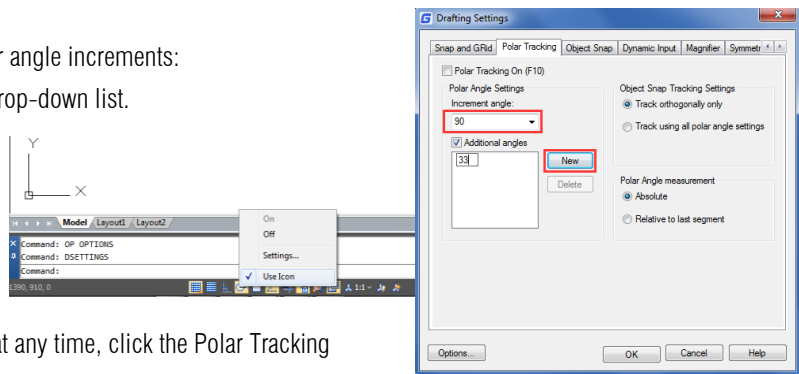 r angle increments:
rop-down list.
Y
X
Model Layout1 Layout2
Command: OP OPTIONS
Command: DSETTINGS
Command:
1390, 910, 0
On
Off
Settings...
✓ Use Icon
1:1
at any time, click the Polar Tracking
Drafting Settings
Snap and GRid Polar Tracking Object Snap Dynamic Input Magnifier Symmetr
Polar Tracking On (F10)
Polar Angle Settings
Increment angle:
90
Additional angles
33
New
Delete
Object Snap Tracking Settings
Track orthogonally only
Track using all polar angle settings
Polar Angle measurement
Absolute
Relative to last segment
Options...
OK Cancel Help